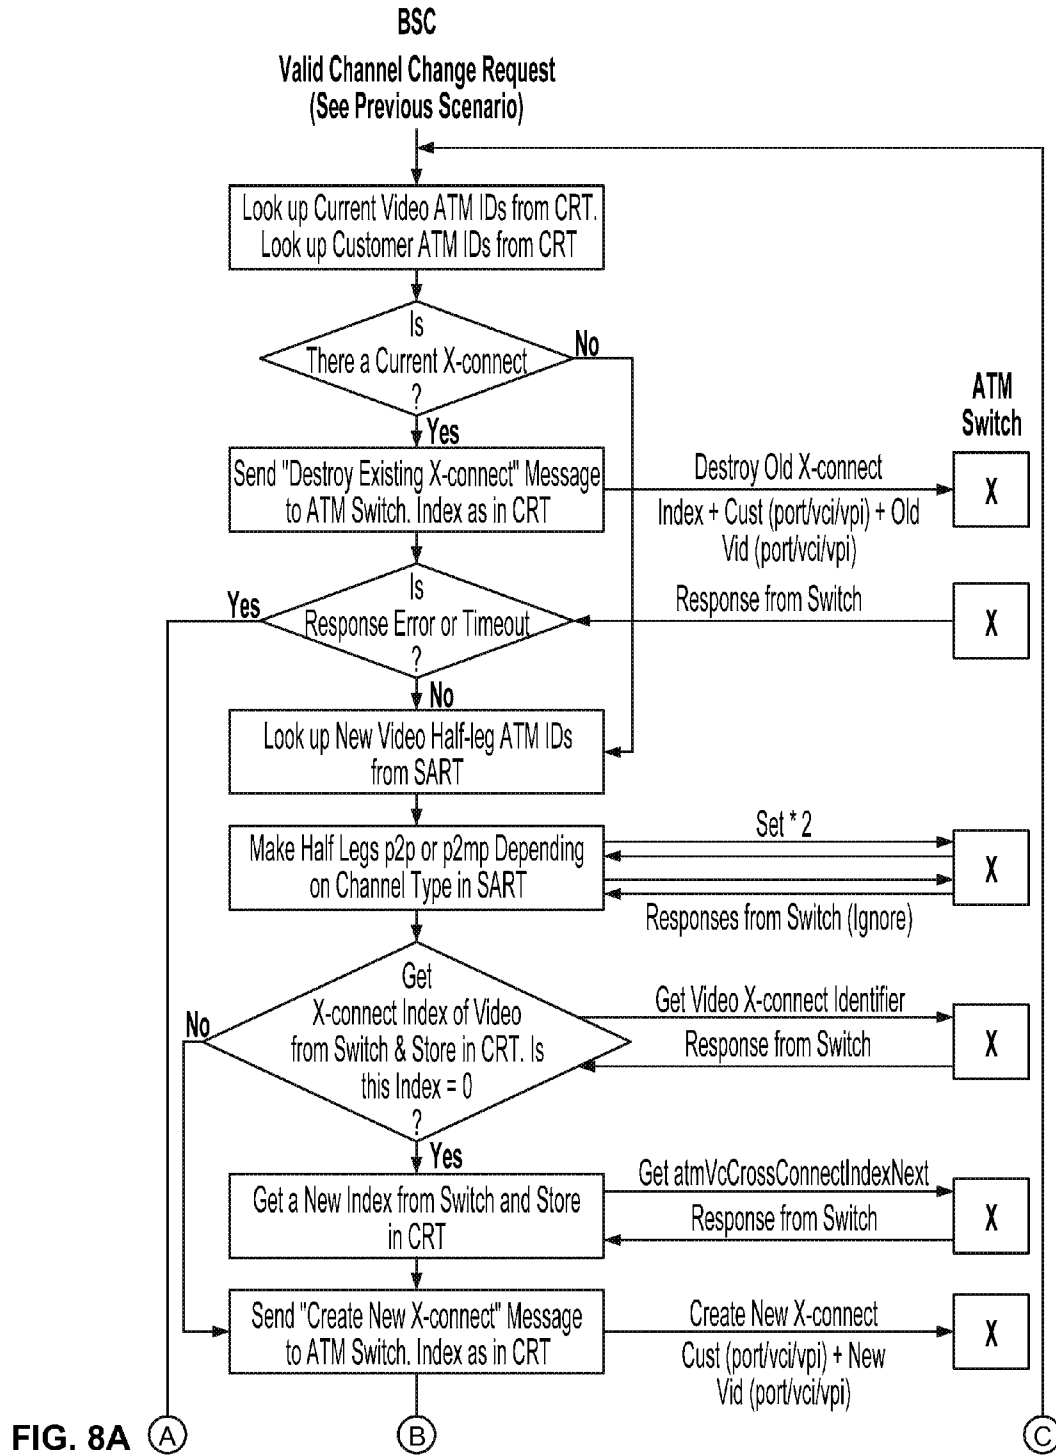 BSC
Valid Channel Change Request
(See Previous Scenario)
Look up Current Video ATM IDs from CRT.
Look up Customer ATM IDs from CRT
Is
There a Current X-connect
?
No
Yes
ATM
Switch
Send "Destroy Existing X-connect" Message
to ATM Switch. Index as in CRT
Destroy Old X-connect
Index + Cust (port/vci/vpi) + Old
Vid (port/vci/vpi)
X
Is
Response Error or Timeout
?
Yes
No
Response from Switch
X
Look up New Video Half-leg ATM IDs
from SART
Make Half Legs p2p or p2mp Depending
on Channel Type in SART
Set * 2
Responses from Switch (Ignore)
X
Get
X-connect Index of Video
from Switch & Store in CRT. Is
this Index = 0
?
No
Yes
Get Video X-connect Identifier
Response from Switch
X
Get a New Index from Switch and Store
in CRT
Get atmVcCrossConnectIndexNext
Response from Switch
X
Send "Create New X-connect" Message
to ATM Switch. Index as in CRT
Create New X-connect
Cust (port/vci/vpi) + New
Vid (port/vci/vpi)
X
FIG. 8A
A
B
C